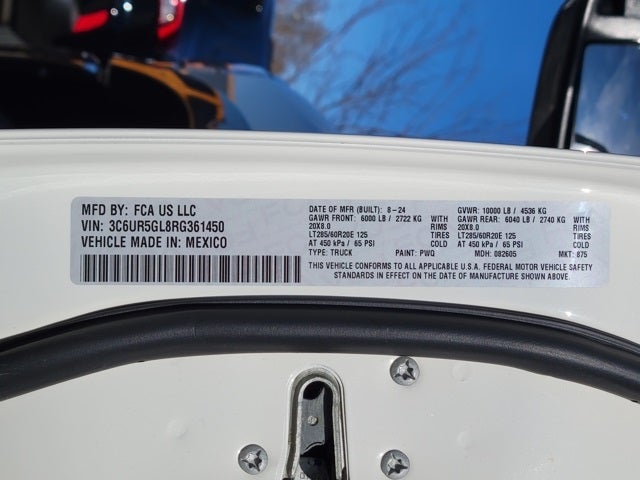 MFD BY: FCA US LLC
VIN: 3C6UR5GL8RG361450
VEHICLE MADE IN: MEXICO
DATE OF MFR (BUILT): 8-24 GVWR: 10000 LB / 4536 KG
GAWR FRONT: 6000 LB / 2722 KG WITH GAWR REAR: 6040 LB / 2740 KG WITH
20X8.0 RIMS 20X8.0 RIMS
LT285/60R20E 125 TIRES LT285/60R20E 125 TIRES
AT 450 kPa / 65 PSI COLD AT 450 kPa / 65 PSI COLD
TYPE: TRUCK PAINT: PWQ MDH: 082605 MKT: 875
THIS VEHICLE CONFORMS TO ALL APPLICABLE U.S.A. FEDERAL MOTOR VEHICLE SAFETY
STANDARDS IN EFFECT ON THE DATE OF MANUFACTURE SHOWN ABOVE.